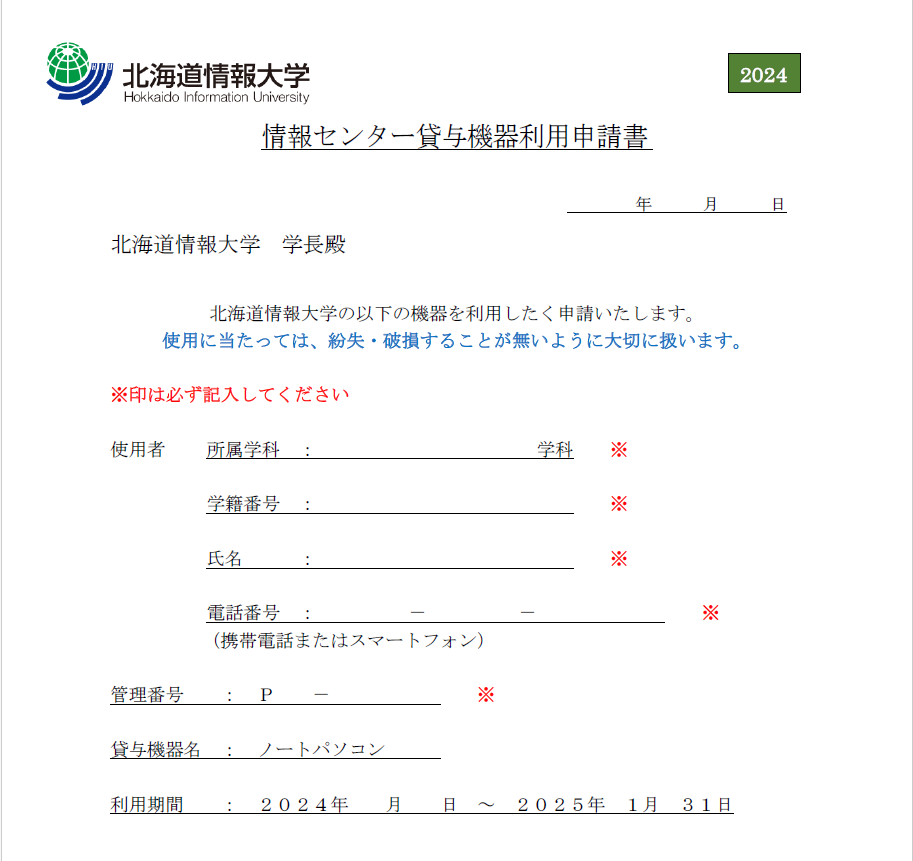 北海道情報大学
Hokkaido Information University
2024
情報センター貸与機器利用申請書
年　　　月　　　日
北海道情報大学　学長殿
北海道情報大学の以下の機器を利用したく申請いたします。
使用に当たっては、紛失・破損することが無いように大切に扱います。
※印は必ず記入してください
使用者　　所属学科　：　　　　　　　　　　　　学科　　※
学籍番号　：　　　　　　　　　　　　　　※
氏名　　　：　　　　　　　　　　　　　　※
電話番号　：　　　　　－　　　　　－　　　　　　　※
（携帯電話またはスマートフォン）
管理番号　　：　Ｐ　　－　　　　　　　※
貸与機器名　：　ノートパソコン
利用期間　　：　２０２４年　　月　　日　～　２０２５年　１月　３１日